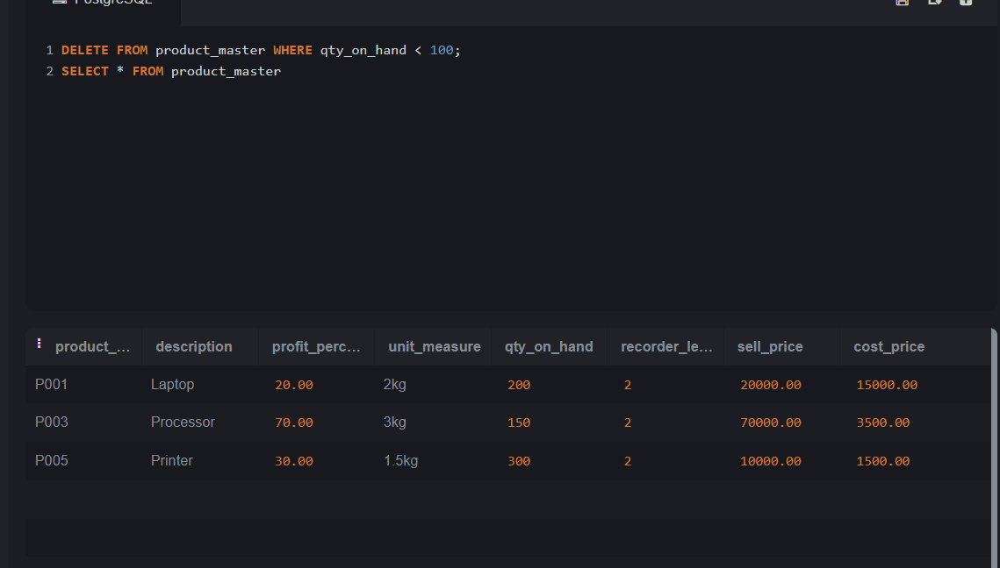 PostgreSQL
1 DELETE FROM product_master WHERE qty_on_hand < 100;
2 SELECT * FROM product_master
product_... description profit_perc... unit_measure qty_on_hand recorder_le... sell_price cost_price
P001 Laptop 20.00 2kg 200 2 20000.00 15000.00
P003 Processor 70.00 3kg 150 2 70000.00 3500.00
P005 Printer 30.00 1.5kg 300 2 10000.00 1500.00